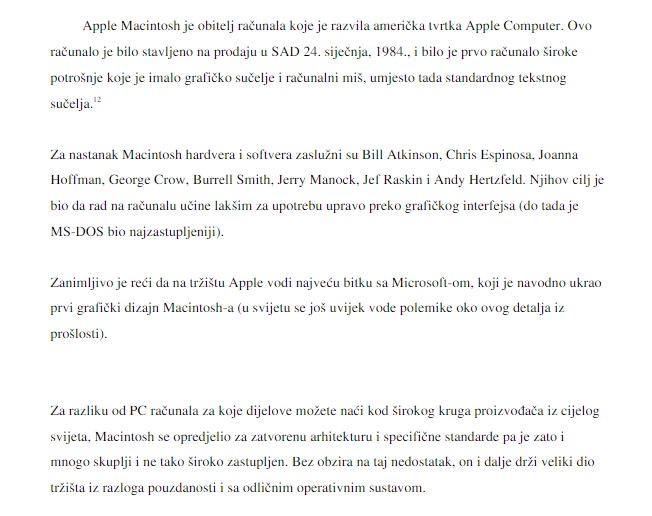 Apple Macintosh je obitelj računala koje je razvila američka tvrtka Apple Computer. Ovo
računalo je bilo stavljeno na prodaju u SAD 24. siječnja, 1984., i bilo je prvo računalo široke
potrošnje koje je imalo grafičko sučelje i računalni miš, umjesto tada standardnog tekstnog
sučelja.12
Za nastanak Macintosh hardvera i softvera zaslužni su Bill Atkinson, Chris Espinosa, Joanna
Hoffman, George Crow, Burrell Smith, Jerry Manock, Jef Raskin i Andy Hertzfeld. Njihov cilj je
bio da rad na računalu učine lakšim za upotrebu upravo preko grafičkog interfejsa (do tada je
MS-DOS bio najzastupljeniji).
Zanimljivo je reći da na tržištu Apple vodi najveću bitku sa Microsoft-om, koji je navodno ukrao
prvi grafički dizajn Macintosh-a (u svijetu se još uvijek vode polemike oko ovog detalja iz
prošlosti).
Za razliku od PC računala za koje dijelove možete naći kod širokog kruga proizvođača iz cijelog
svijeta, Macintosh se opredjelio za zatvorenu arhitekturu i specifične standarde pa je zato i
mnogo skuplji i ne tako široko zastupljen. Bez obzira na taj nedostatak, on i dalje drži veliki dio
tržišta iz razloga pouzdanosti i sa odličnim operativnim sustavom.